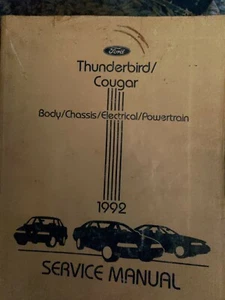 Ford
Thunderbird/
Cougar
Body/Chassis/Electrical/Powertrain
1992
SERVICE MANUAL